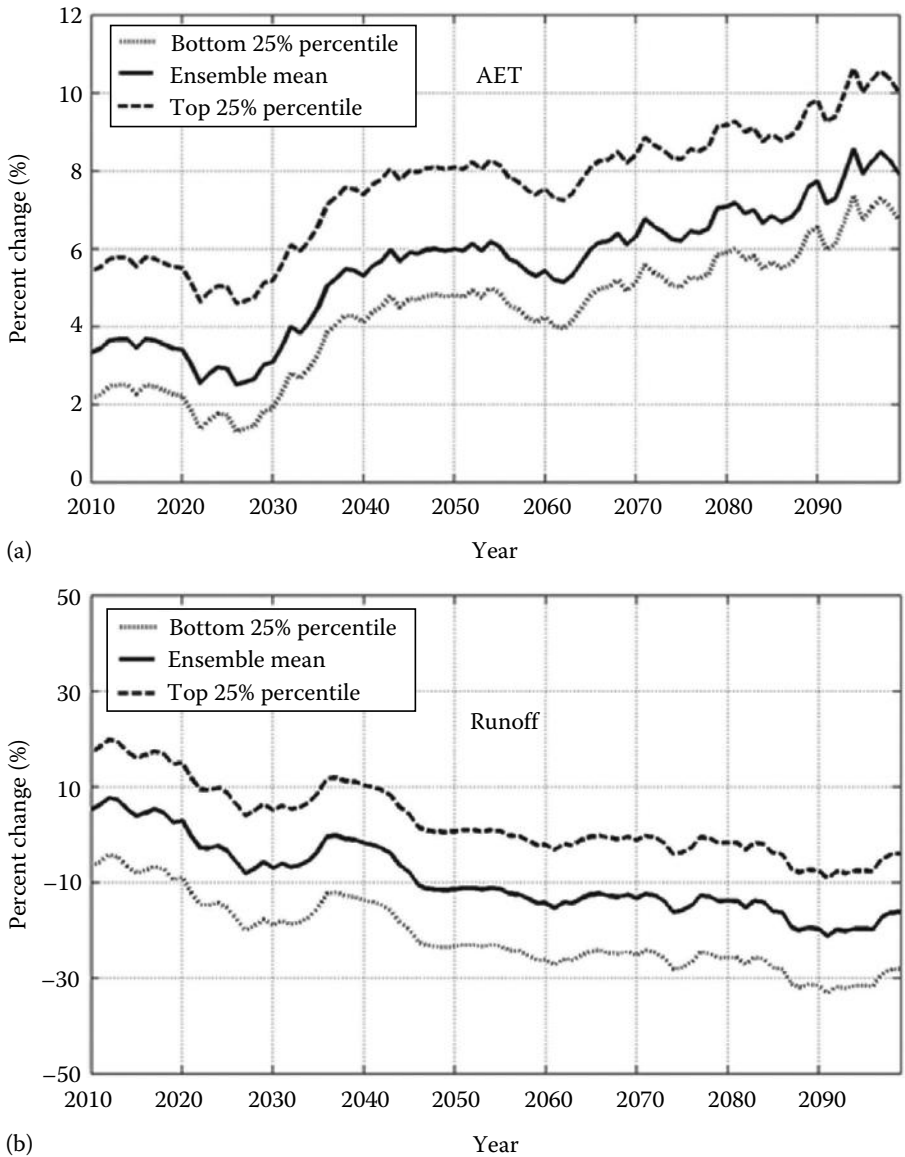 12
10
8
6
4
2
0
Percent change (%)
Bottom 25% percentile
Ensemble mean
Top 25% percentile
AET
2010 2020 2030 2040 2050 2060 2070 2080 2090
Year
(a)
50
30
10
−10
−30
−50
Percent change (%)
Bottom 25% percentile
Ensemble mean
Top 25% percentile
Runoff
2010 2020 2030 2040 2050 2060 2070 2080 2090
Year
(b)